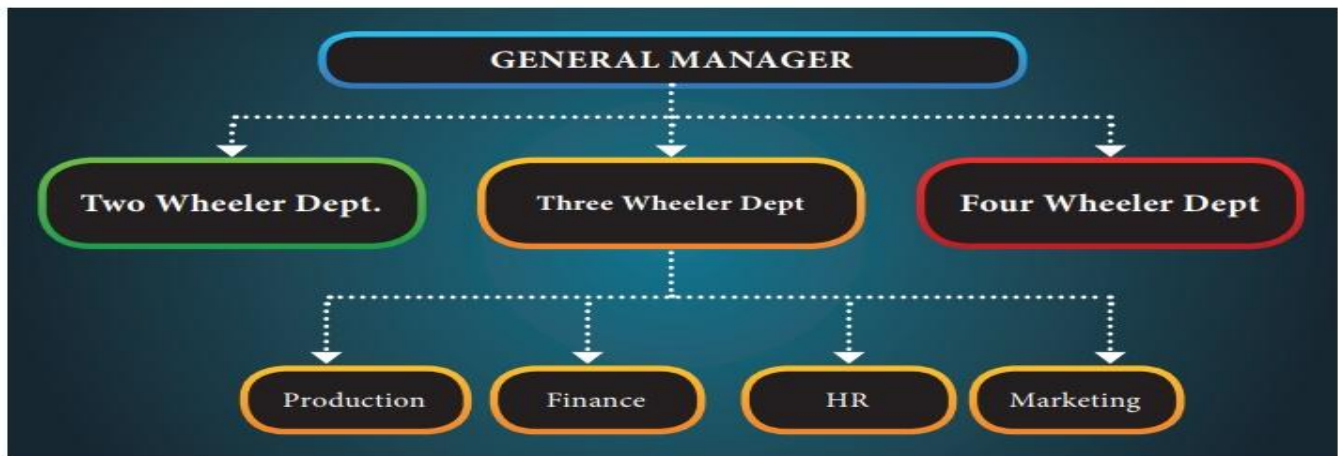 GENERAL MANAGER
Two Wheeler Dept.
Three Wheeler Dept
Four Wheeler Dept
Production
Finance
HR
Marketing